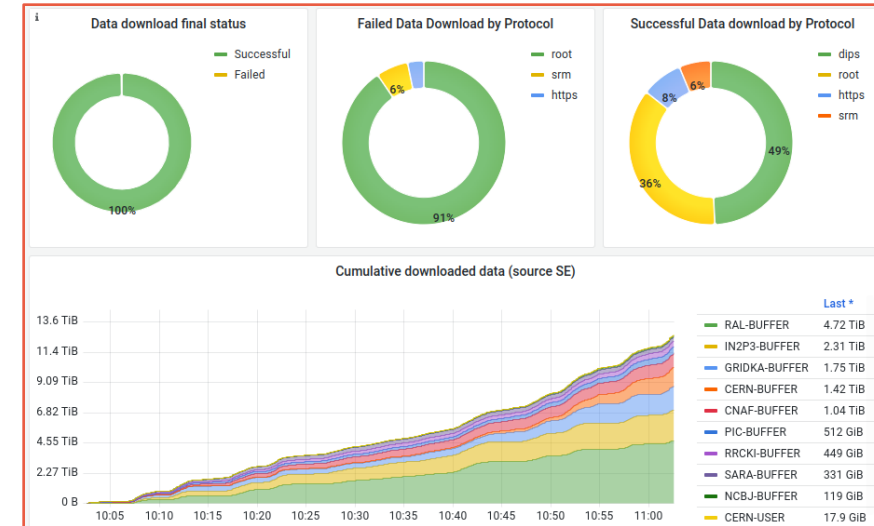 i
Data download final status
Successful
Failed
100%
Failed Data Download by Protocol
root
srm
https
6%
91%
Successful Data download by Protocol
dips
root
https
srm
6%
8%
49%
36%
Cumulative downloaded data (source SE)
13.6 TiB
11.4 TiB
9.09 TiB
6.82 TiB
4.55 TiB
2.27 TiB
0 B
10:05 10:10 10:15 10:20 10:25 10:30 10:35 10:40 10:45 10:50 10:55 11:00
Last *
RAL-BUFFER 4.72 TiB
IN2P3-BUFFER 2.31 TiB
GRIDKA-BUFFER 1.75 TiB
CERN-BUFFER 1.42 TiB
CNAF-BUFFER 1.04 TiB
PIC-BUFFER 512 GiB
RRCKI-BUFFER 449 GiB
SARA-BUFFER 331 GiB
NCBJ-BUFFER 119 GiB
CERN-USER 17.9 GiB